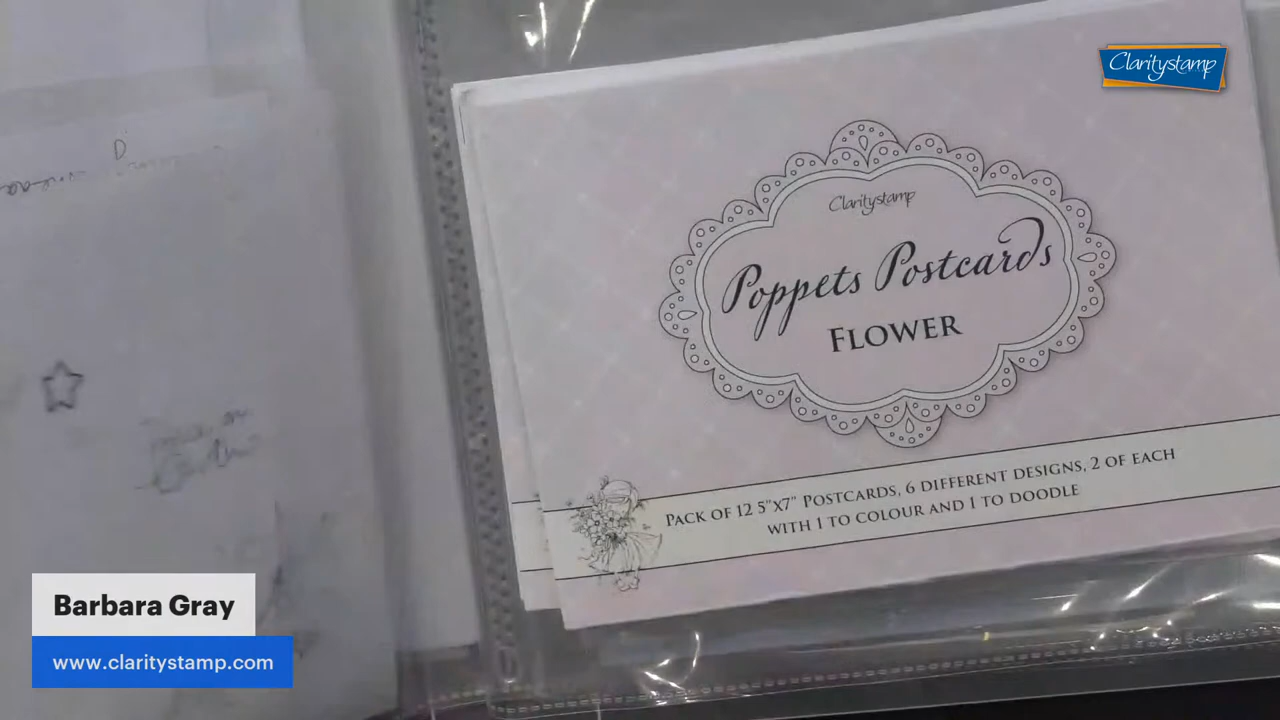 Claritystamp
Claritystamp
Poppets Postcards
FLOWER
PACK OF 12 5"X7" POSTCARDS, 6 DIFFERENT DESIGNS, 2 OF EACH
WITH 1 TO COLOUR AND 1 TO DOODLE
Barbara Gray
www.claritystamp.com